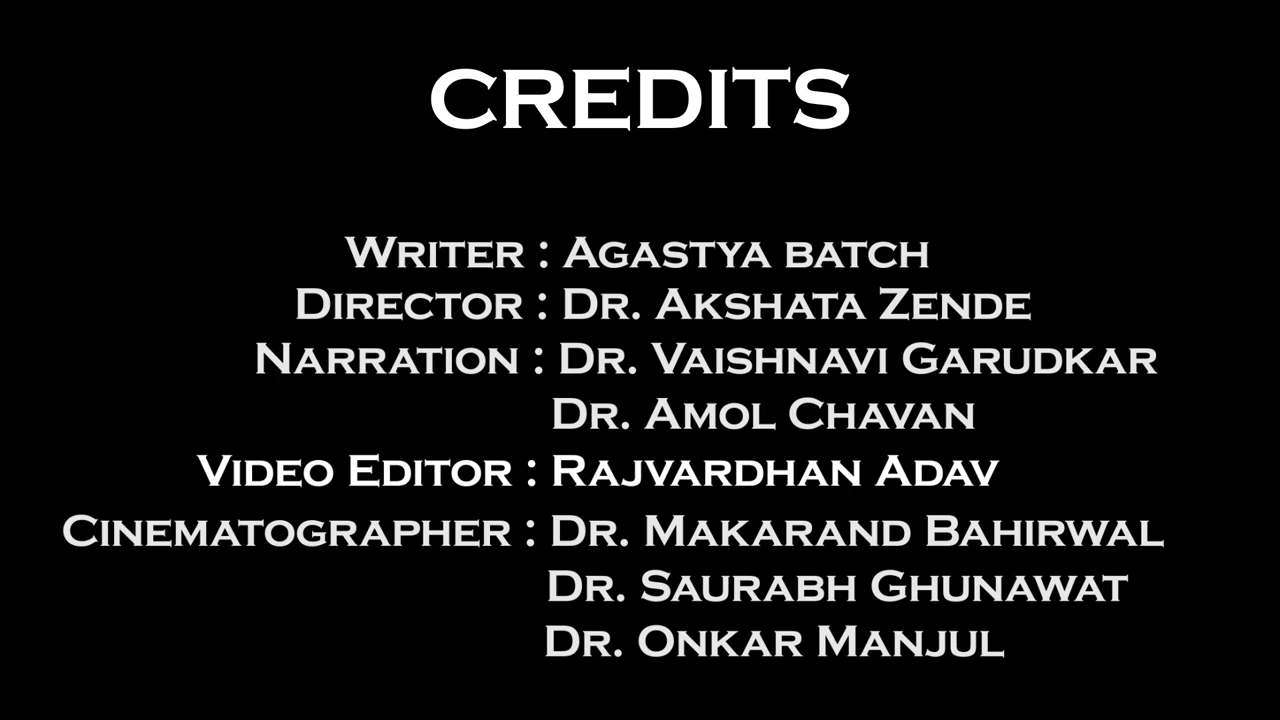 CREDITS
Writer : Agastya batch
Director : Dr. Akshata Zende
Narration : Dr. Vaishnavi Garudkar
Dr. Amol Chavan
Video Editor : Rajvardhan Adav
Cinematographer : Dr. Makarand Bahirwal
Dr. Saurabh Ghunawat
Dr. Onkar Manjul